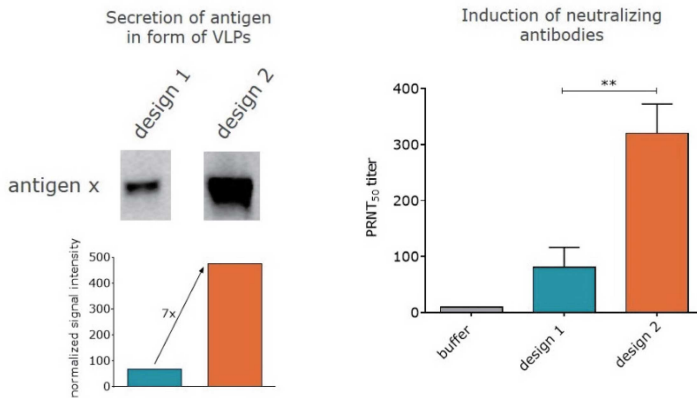 Secretion of antigen
in form of VLPs
design 1
design 2
antigen x
normalized signal intensity
500
400
300
200
100
0
7x
Induction of neutralizing
antibodies
**
PRNT50 titer
400
300
200
100
0
buffer
design 1
design 2